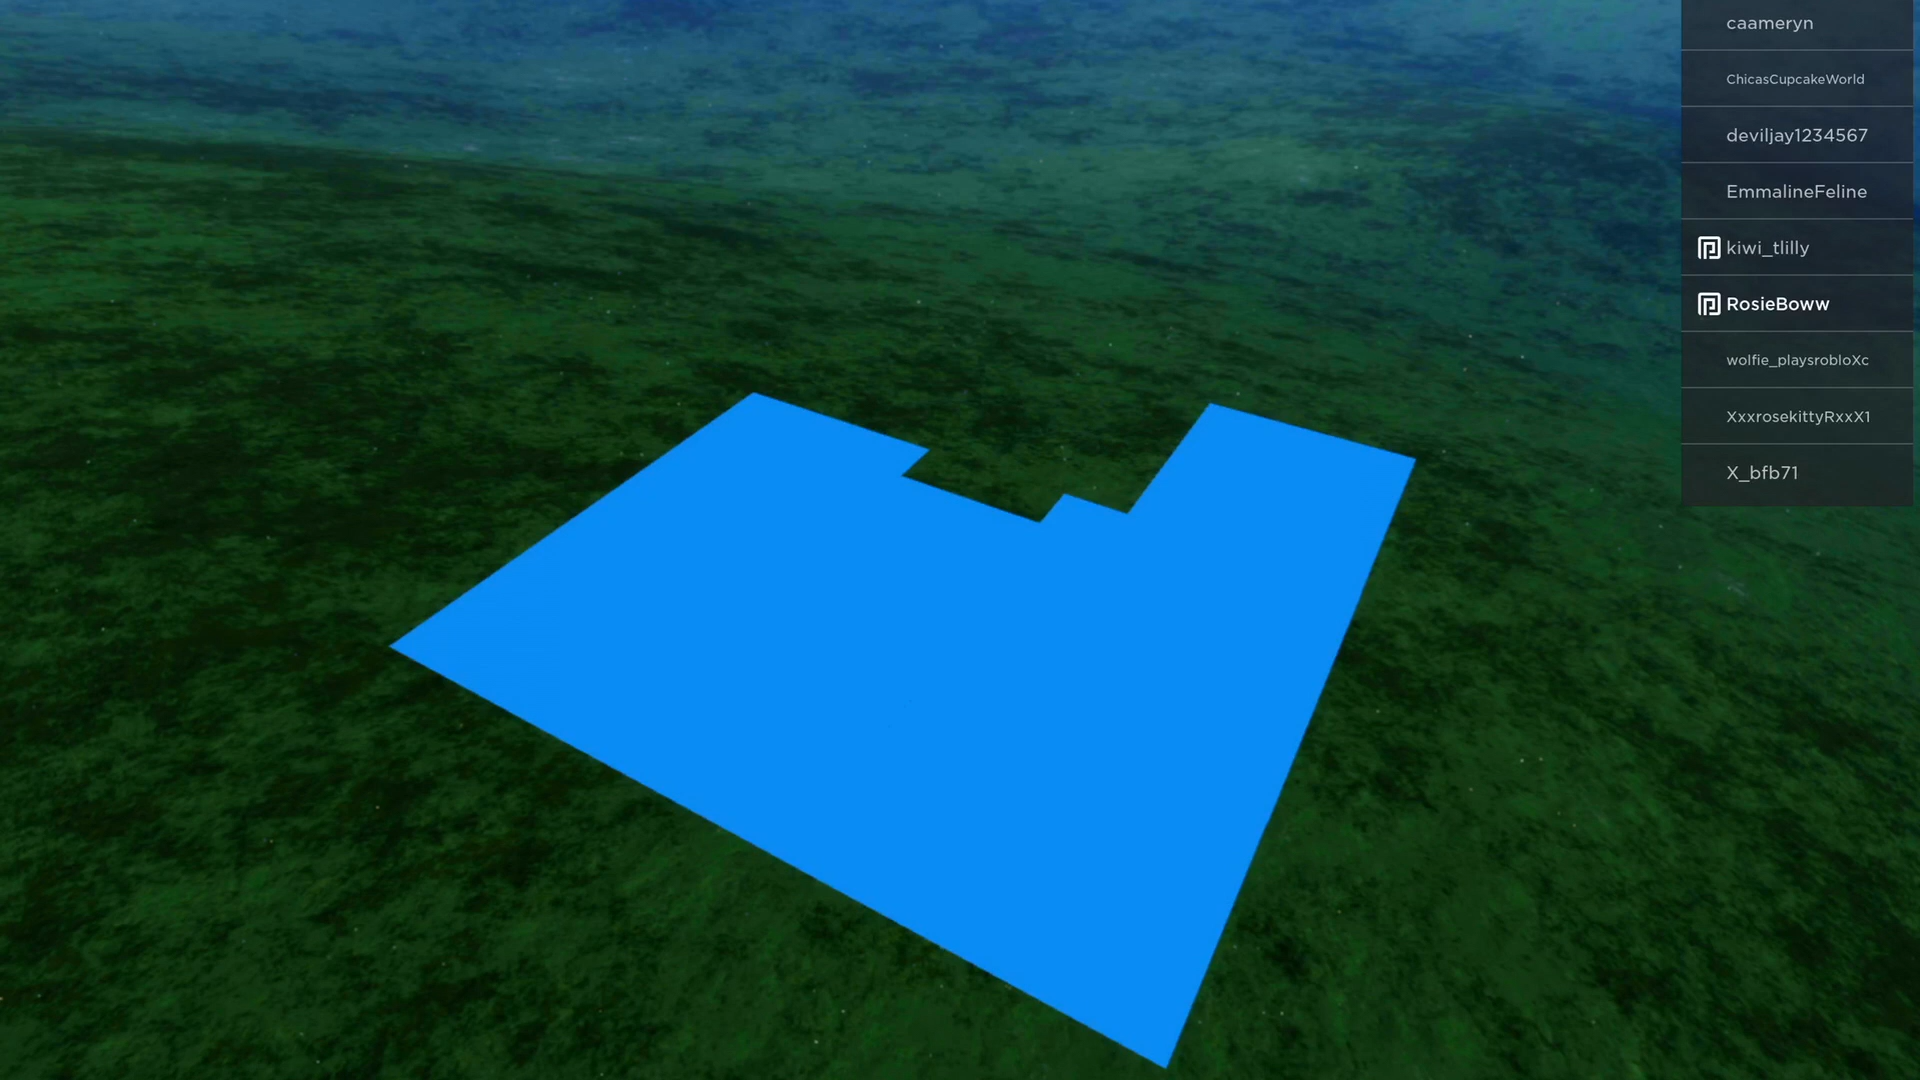 caameryn
ChicasCupcakeWorld
deviljay1234567
EmmalineFeline
kiwi_tlilly
RosieBoww
wolfie_playsrobloXc
XxxrosekittyRxxX1
X_bfb71